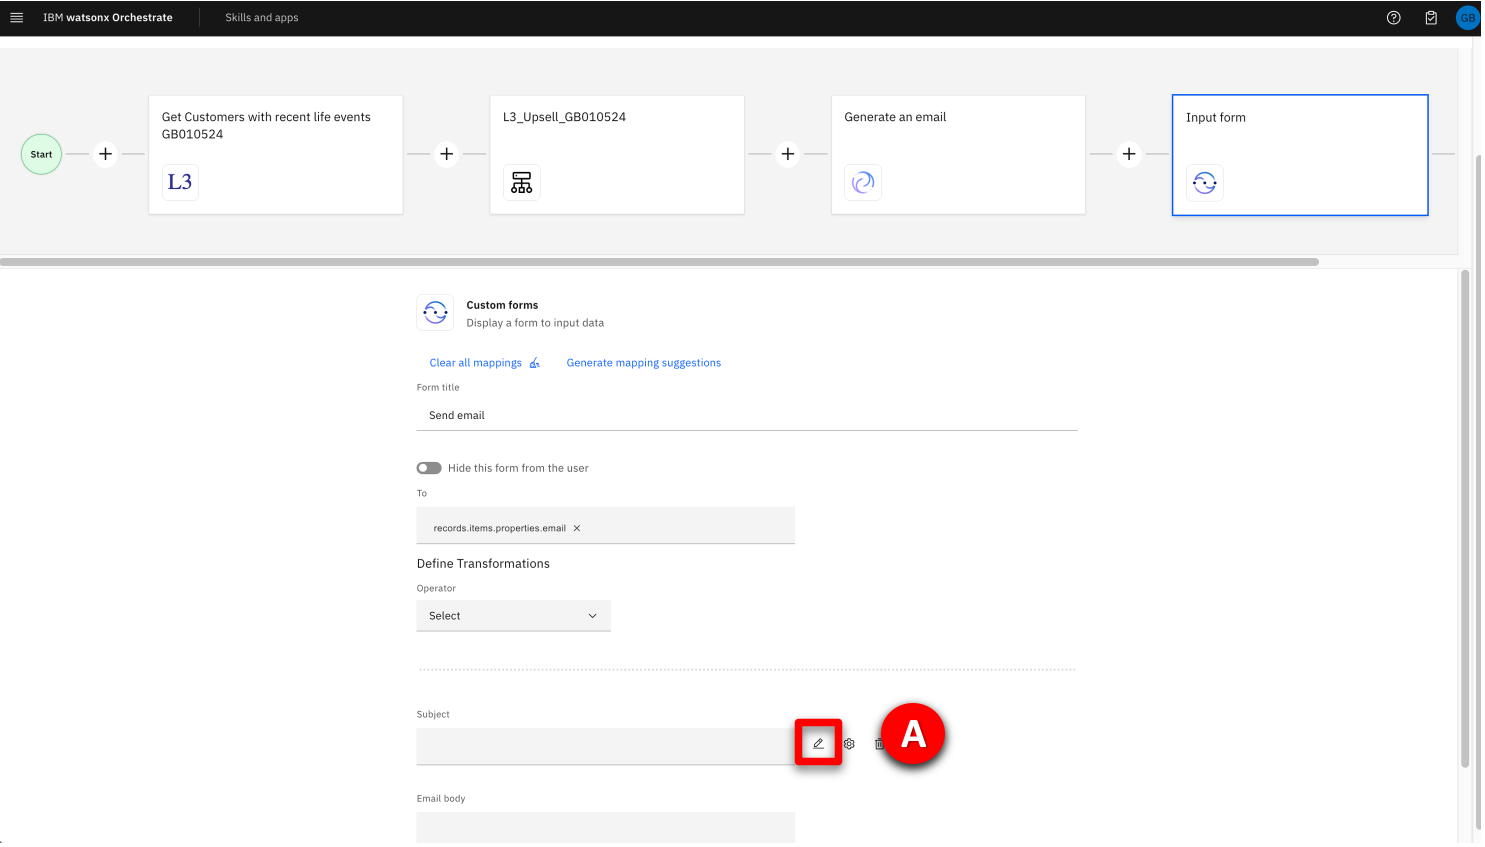 IBM watsonx Orchestrate
Skills and apps
GB
Start
Get Customers with recent life events
GB010524
L3
L3_Upsell_GB010524
Generate an email
Input form
Custom forms
Display a form to input data
Clear all mappings
Generate mapping suggestions
Form title
Send email
Hide this form from the user
To
records.items.properties.email
Define Transformations
Operator
Select
Subject
A
Email body